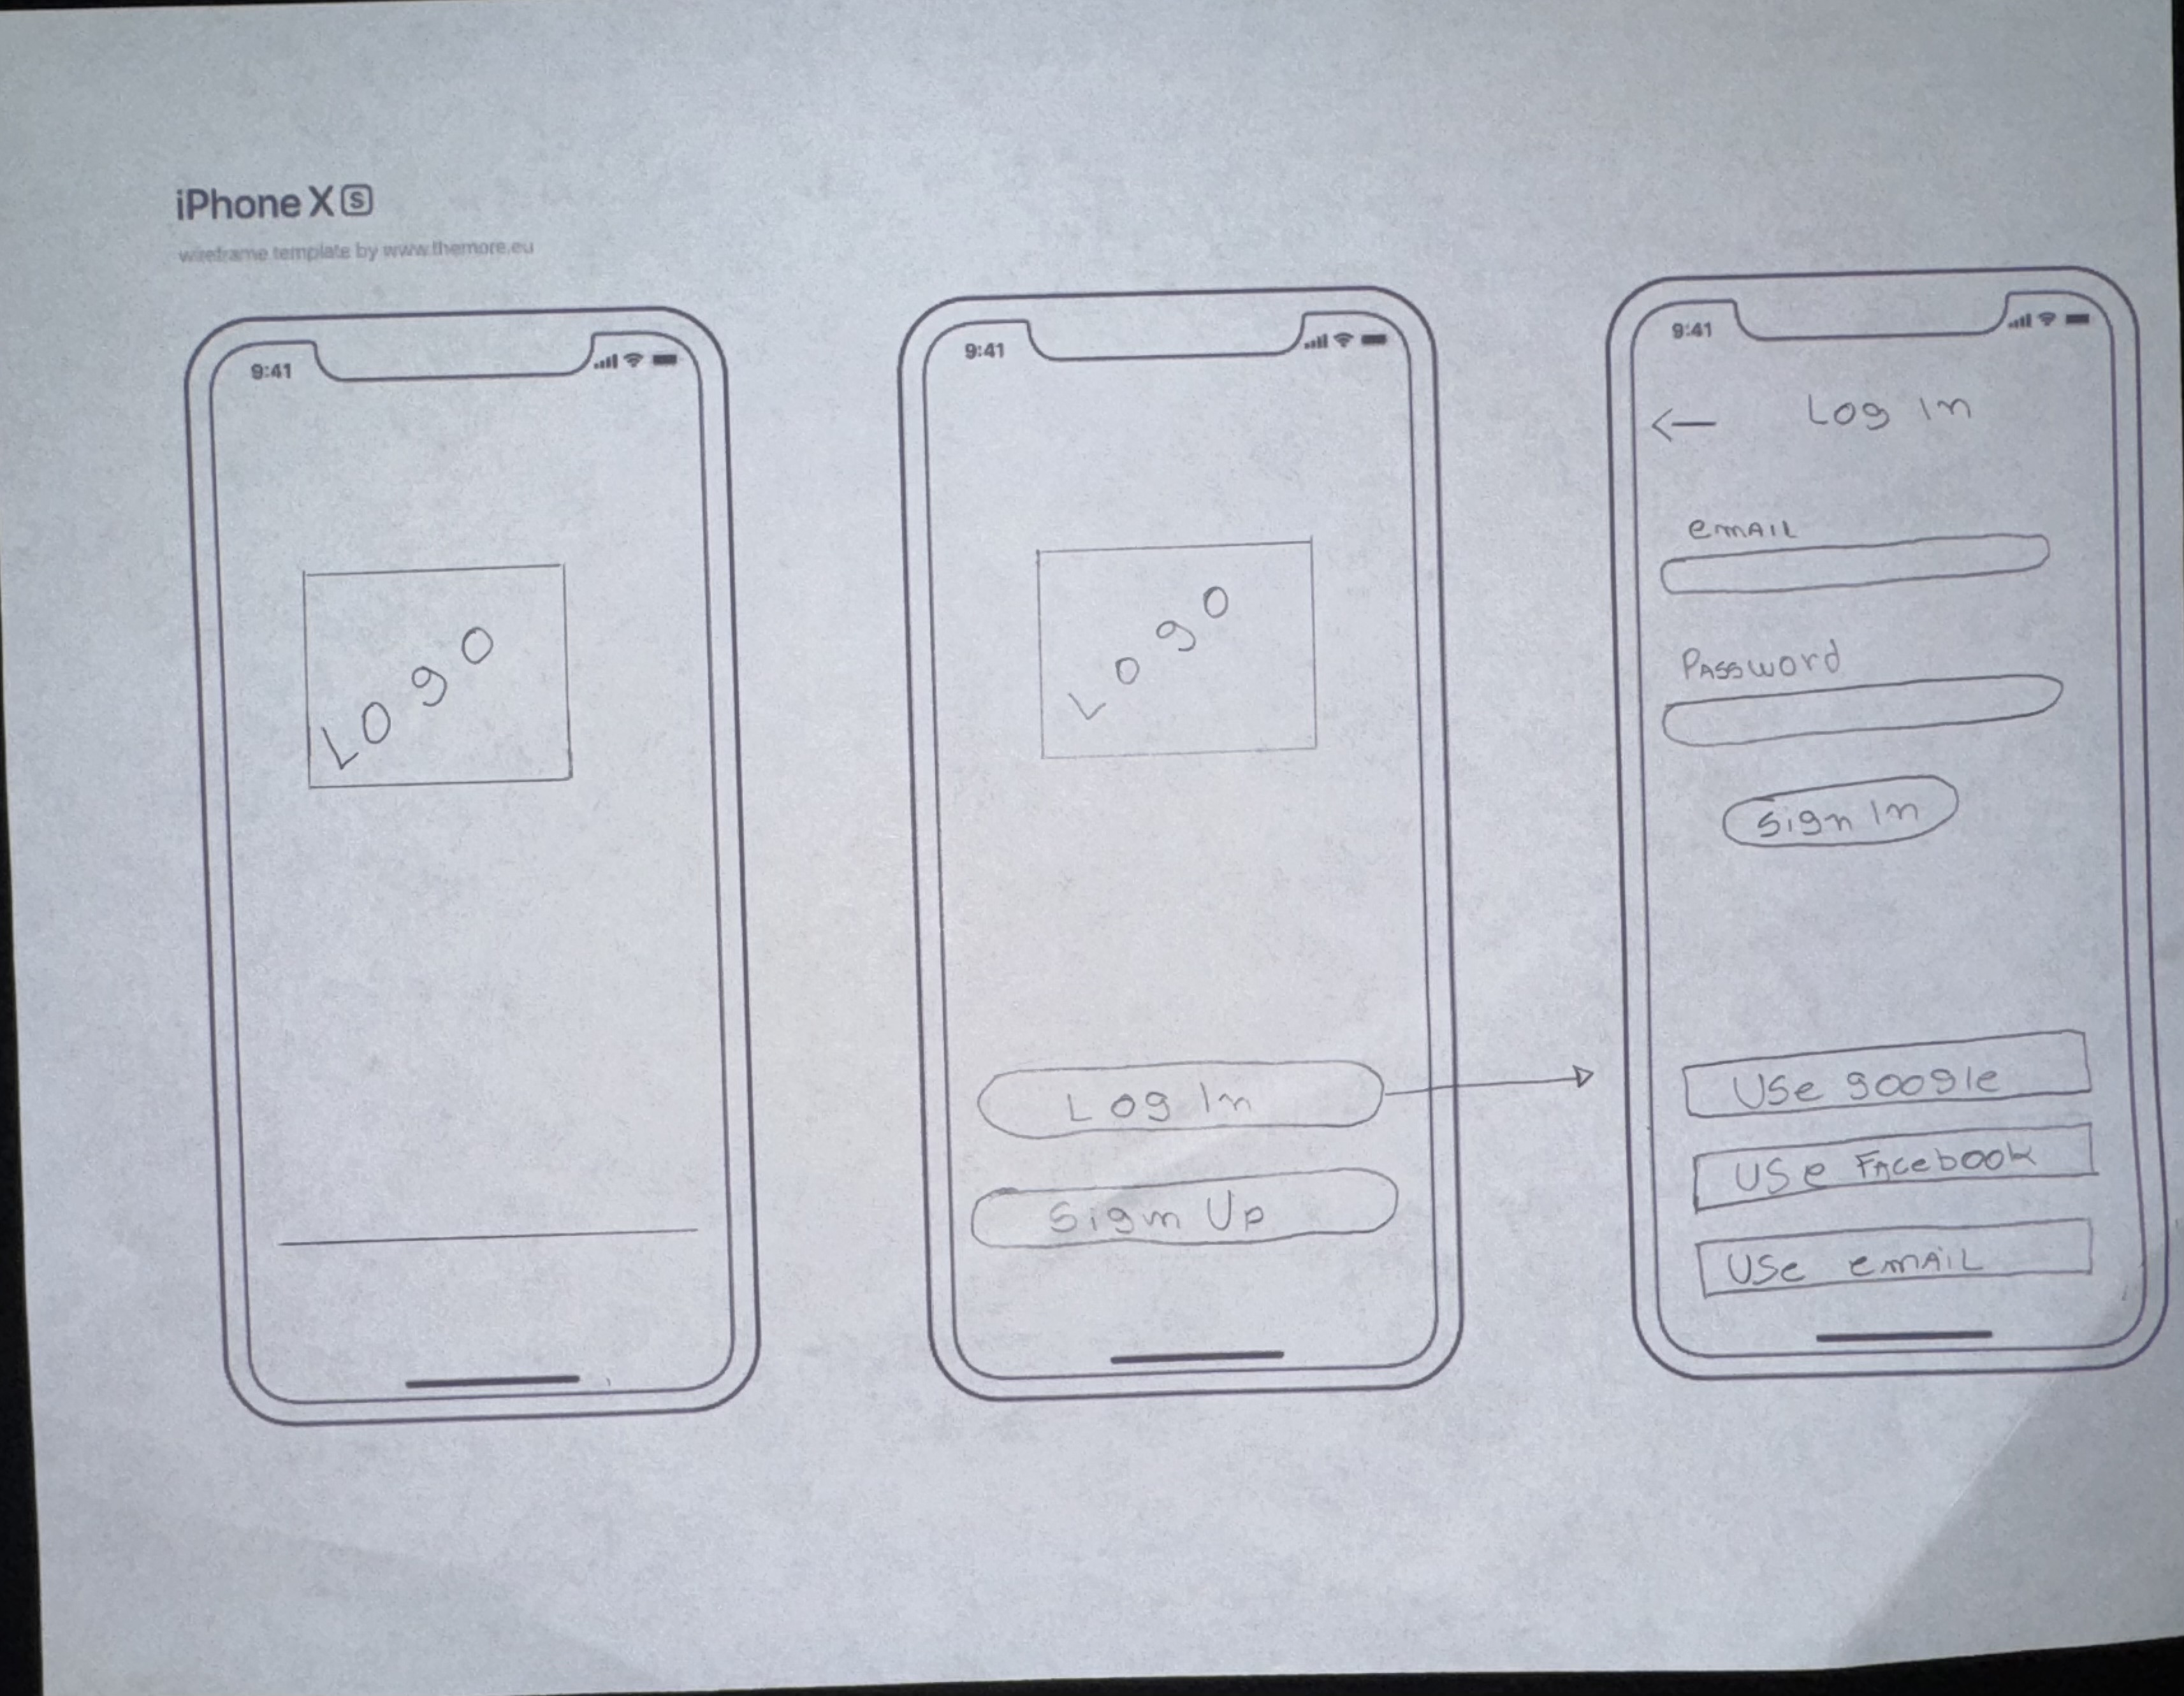 iPhone XS
wireframe template by www.themore.eu
9:41
Logo
9:41
Logo
Log In
Sign Up
9:41
← Log In
email
Password
Sign In
Use google
Use Facebook
Use email